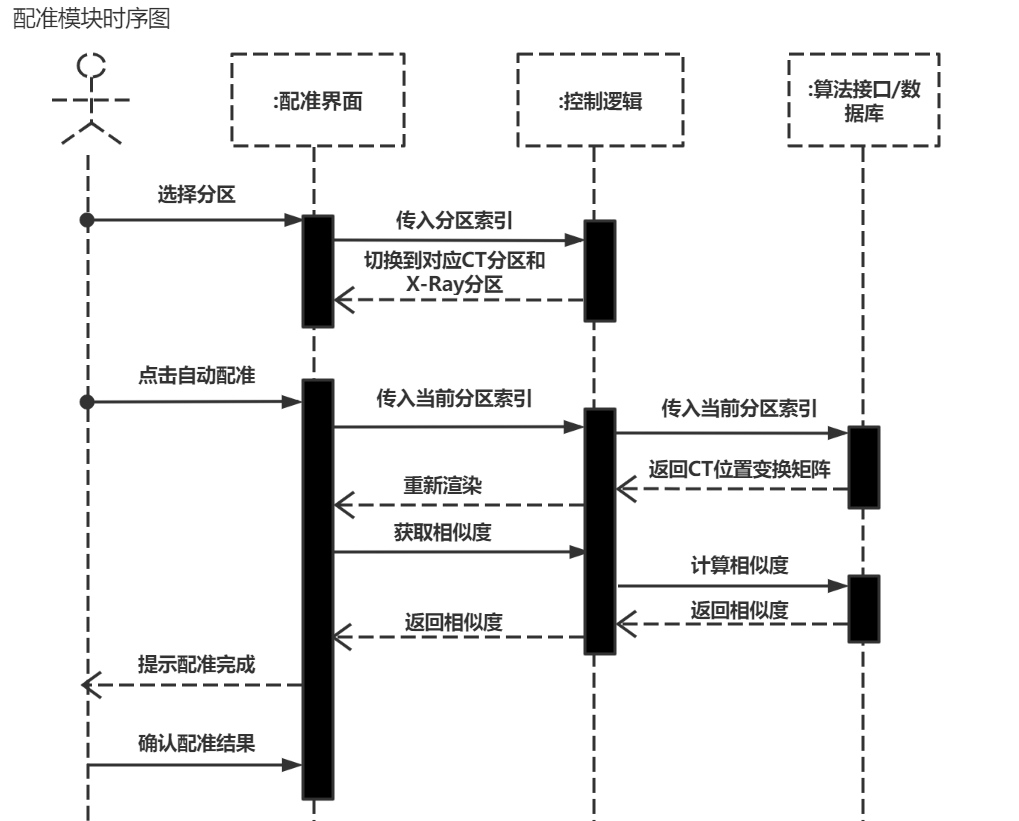 配准模块时序图
:配准界面
:控制逻辑
:算法接口/数
据库
选择分区
传入分区索引
切换到对应CT分区和
X-Ray分区
点击自动配准
传入当前分区索引
传入当前分区索引
返回CT位置变换矩阵
重新渲染
获取相似度
计算相似度
返回相似度
返回相似度
提示配准完成
确认配准结果